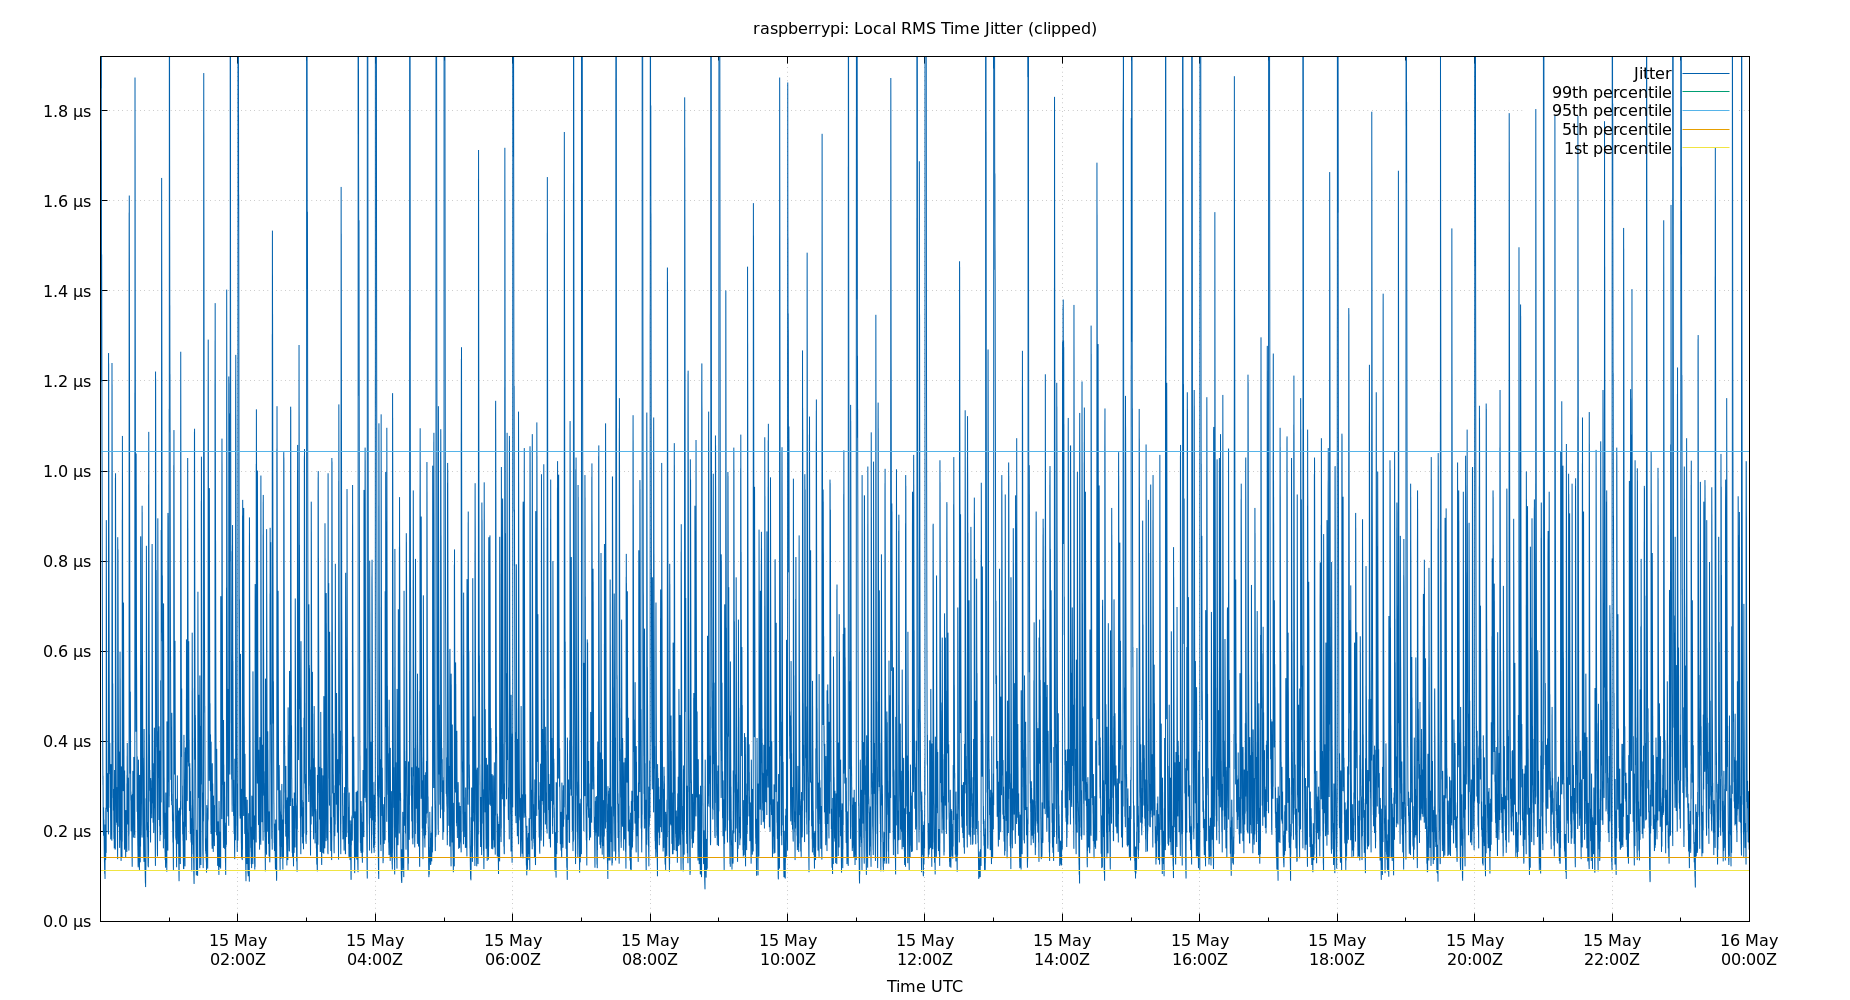 raspberrypi: Local RMS Time Jitter (clipped)
Jitter
99th percentile
95th percentile
5th percentile
1st percentile
1.8 µs
1.6 µs
1.4 µs
1.2 µs
1.0 µs
0.8 µs
0.6 µs
0.4 µs
0.2 µs
0.0 µs
15 May 15 May 15 May 15 May 15 May 15 May 15 May 15 May 15 May 15 May 15 May 16 May
02:00Z 04:00Z 06:00Z 08:00Z 10:00Z 12:00Z 14:00Z 16:00Z 18:00Z 20:00Z 22:00Z 00:00Z
Time UTC